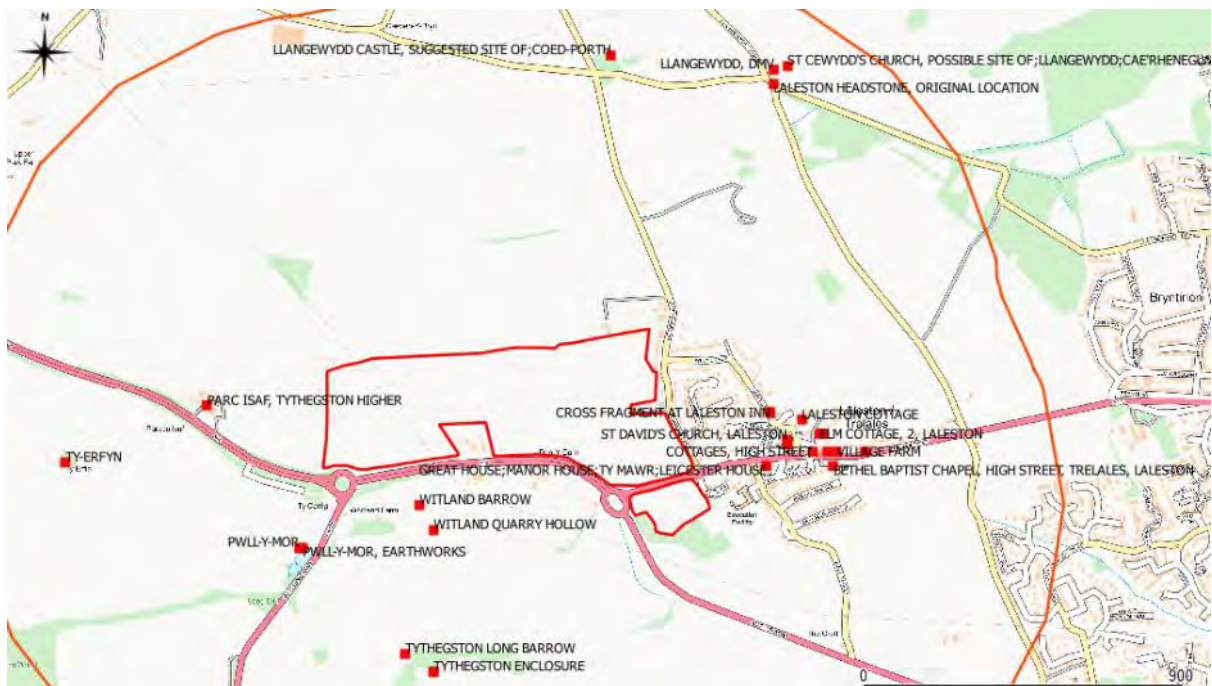 N
LLANGEWYDD CASTLE, SUGGESTED SITE OF;COED-PORTH
LLANGEWYDD, DMV
ST CEWYDD'S CHURCH, POSSIBLE SITE OF;LLANGEWYDD;CAE'RHENEGLW
LALESTON HEADSTONE, ORIGINAL LOCATION
Bryntirion
PARC ISAF, TYTHEGSTON HIGHER
CROSS FRAGMENT AT LALESTON INN
LALESTON COTTAGE
Laleston /
Trelales
ST DAVID'S CHURCH, LALESTON
ELM COTTAGE, 2, LALESTON
COTTAGES, HIGH STREET
VILLAGE FARM
TY-ERFYN
GREAT HOUSE;MANOR HOUSE;TY MAWR;LEICESTER HOUSE
BETHEL BAPTIST CHAPEL, HIGH STREET, TRELALES, LALESTON
WITLAND BARROW
WITLAND QUARRY HOLLOW
PWLL-Y-MOR
PWLL-Y-MOR, EARTHWORKS
TYTHEGSTON LONG BARROW
TYTHEGSTON ENCLOSURE
0
900